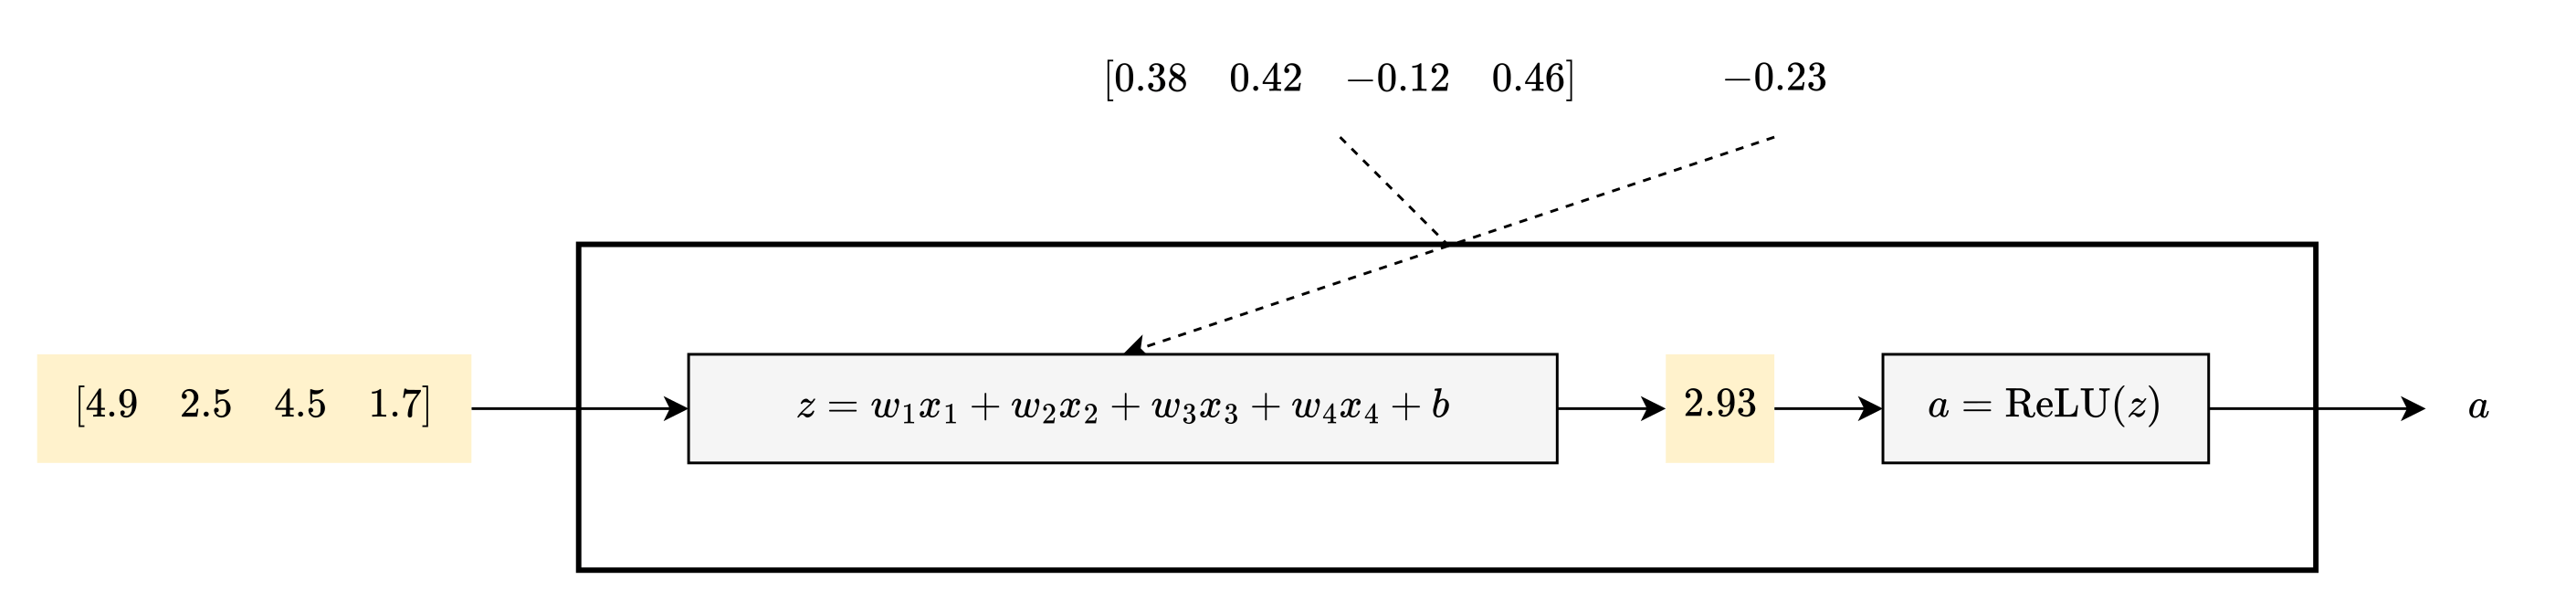 [0.38 0.42 −0.12 0.46] −0.23
[4.9 2.5 4.5 1.7] z = w₁x₁ + w₂x₂ + w₃x₃ + w₄x₄ + b 2.93 a = ReLU(z) a